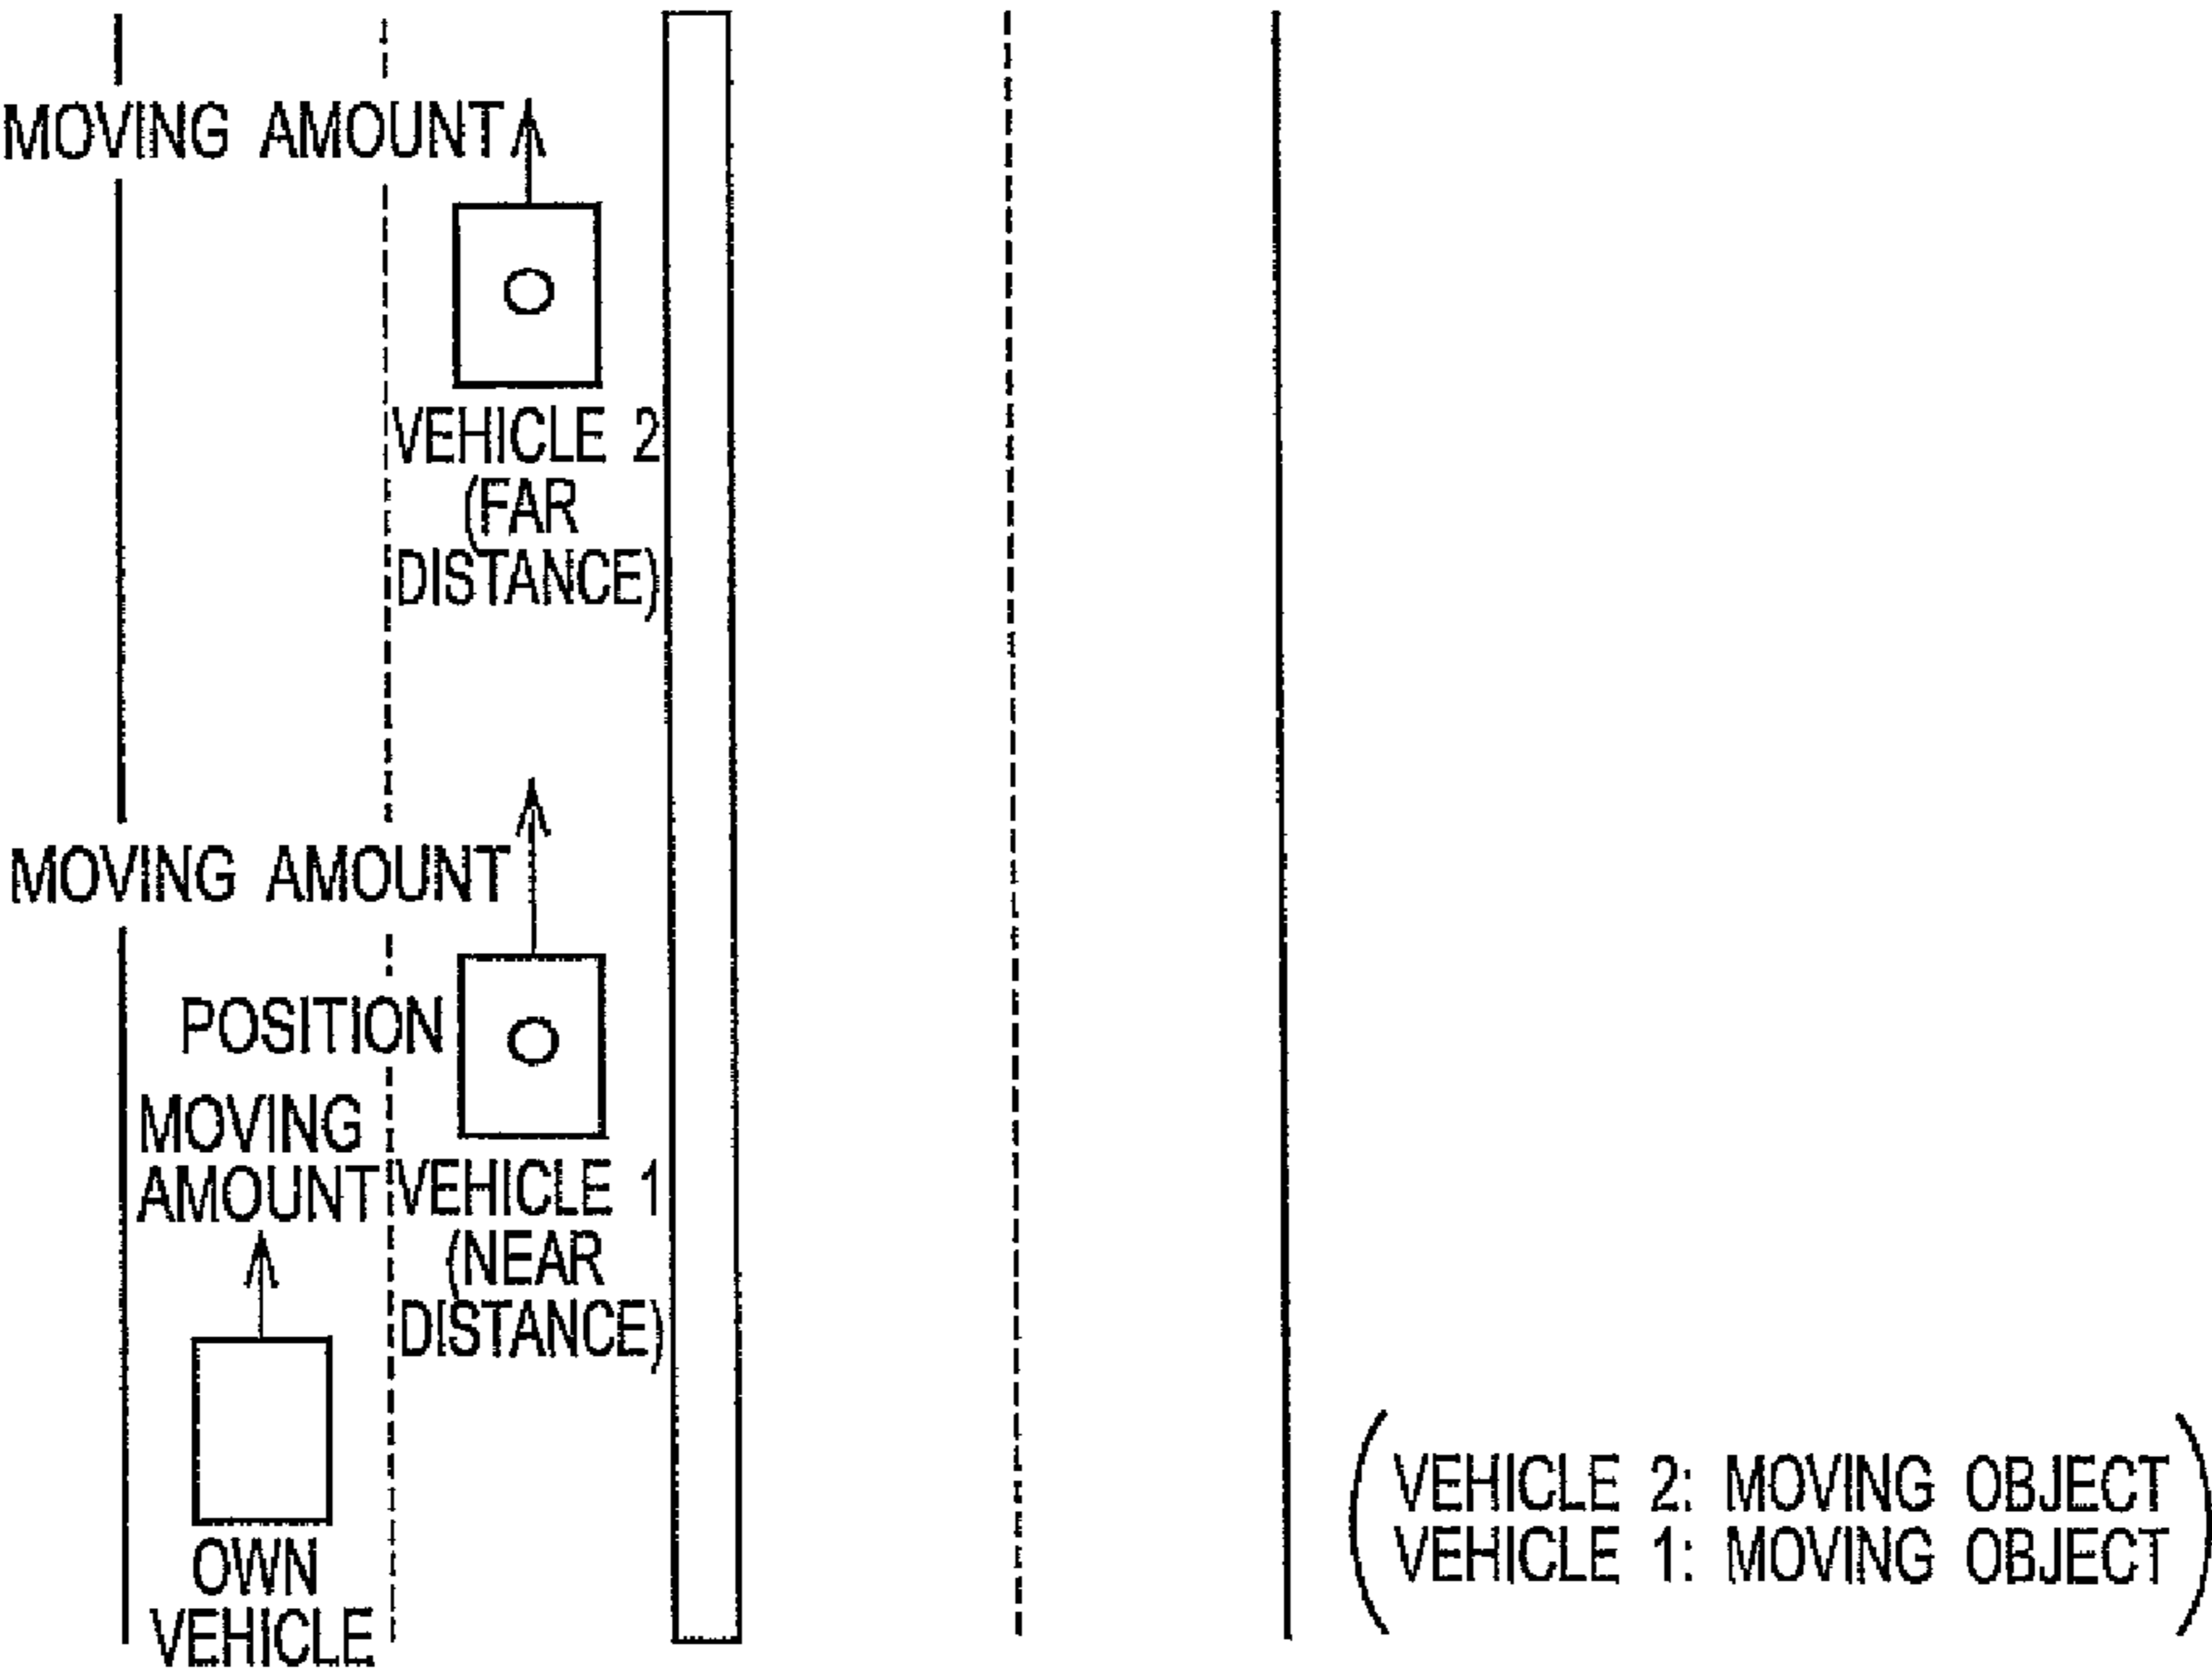 MOVING AMOUNT
VEHICLE 2
(FAR
DISTANCE)
MOVING AMOUNT
POSITION
MOVING
AMOUNT
VEHICLE 1
(NEAR
DISTANCE)
OWN
VEHICLE
VEHICLE 2: MOVING OBJECT
VEHICLE 1: MOVING OBJECT